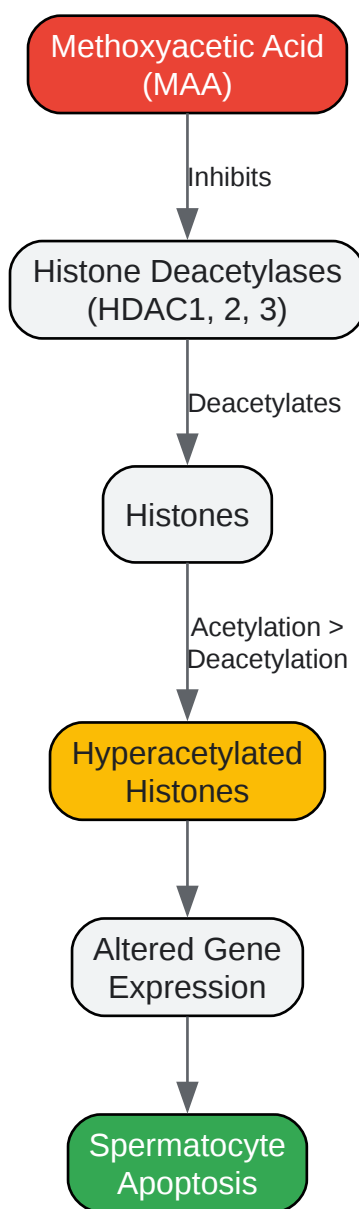 Methoxyacetic Acid
(MAA)
Inhibits
Histone Deacetylases
(HDAC1, 2, 3)
Deacetylates
Histones
Acetylation >
Deacetylation
Hyperacetylated
Histones
Altered Gene
Expression
Spermatocyte
Apoptosis